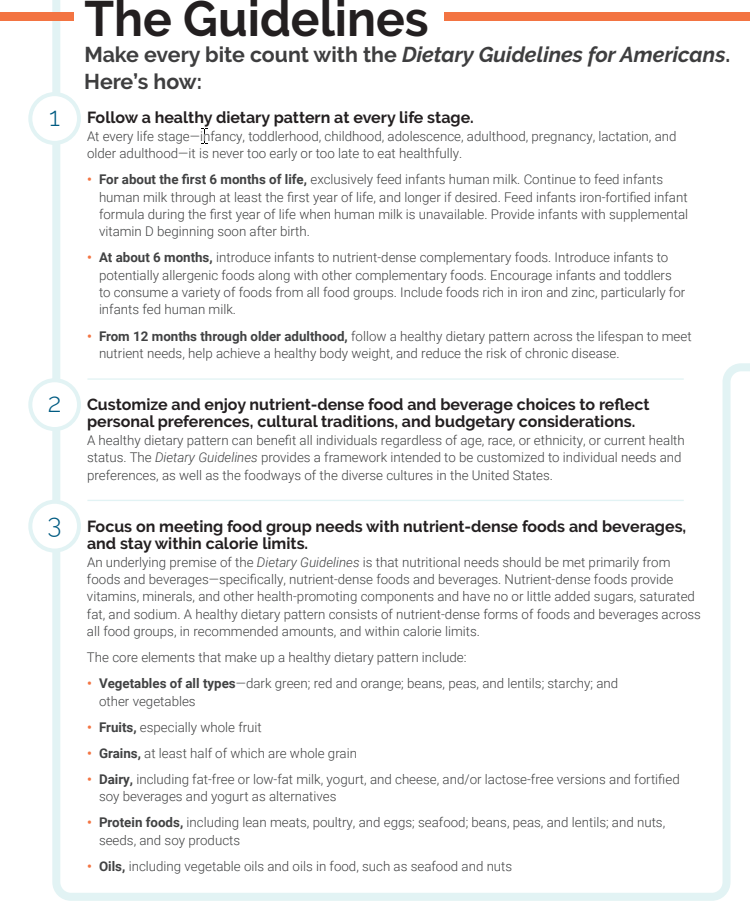 The Guidelines
Make every bite count with the Dietary Guidelines for Americans.
Here's how:
1
Follow a healthy dietary pattern at every life stage.
At every life stage—infancy, toddlerhood, childhood, adolescence, adulthood, pregnancy, lactation, and
older adulthood—it is never too early or too late to eat healthfully.
• For about the first 6 months of life, exclusively feed infants human milk. Continue to feed infants
human milk through at least the first year of life, and longer if desired. Feed infants iron-fortified infant
formula during the first year of life when human milk is unavailable. Provide infants with supplemental
vitamin D beginning soon after birth.
• At about 6 months, introduce infants to nutrient-dense complementary foods. Introduce infants to
potentially allergenic foods along with other complementary foods. Encourage infants and toddlers
to consume a variety of foods from all food groups. Include foods rich in iron and zinc, particularly for
infants fed human milk.
• From 12 months through older adulthood, follow a healthy dietary pattern across the lifespan to meet
nutrient needs, help achieve a healthy body weight, and reduce the risk of chronic disease.
2
Customize and enjoy nutrient-dense food and beverage choices to reflect
personal preferences, cultural traditions, and budgetary considerations.
A healthy dietary pattern can benefit all individuals regardless of age, race, or ethnicity, or current health
status. The Dietary Guidelines provides a framework intended to be customized to individual needs and
preferences, as well as the foodways of the diverse cultures in the United States.
3
Focus on meeting food group needs with nutrient-dense foods and beverages,
and stay within calorie limits.
An underlying premise of the Dietary Guidelines is that nutritional needs should be met primarily from
foods and beverages—specifically, nutrient-dense foods and beverages. Nutrient-dense foods provide
vitamins, minerals, and other health-promoting components and have no or little added sugars, saturated
fat, and sodium. A healthy dietary pattern consists of nutrient-dense forms of foods and beverages across
all food groups, in recommended amounts, and within calorie limits.
The core elements that make up a healthy dietary pattern include:
• Vegetables of all types—dark green; red and orange; beans, peas, and lentils; starchy; and
other vegetables
• Fruits, especially whole fruit
• Grains, at least half of which are whole grain
• Dairy, including fat-free or low-fat milk, yogurt, and cheese, and/or lactose-free versions and fortified
soy beverages and yogurt as alternatives
• Protein foods, including lean meats, poultry, and eggs; seafood; beans, peas, and lentils; and nuts,
seeds, and soy products
• Oils, including vegetable oils and oils in food, such as seafood and nuts